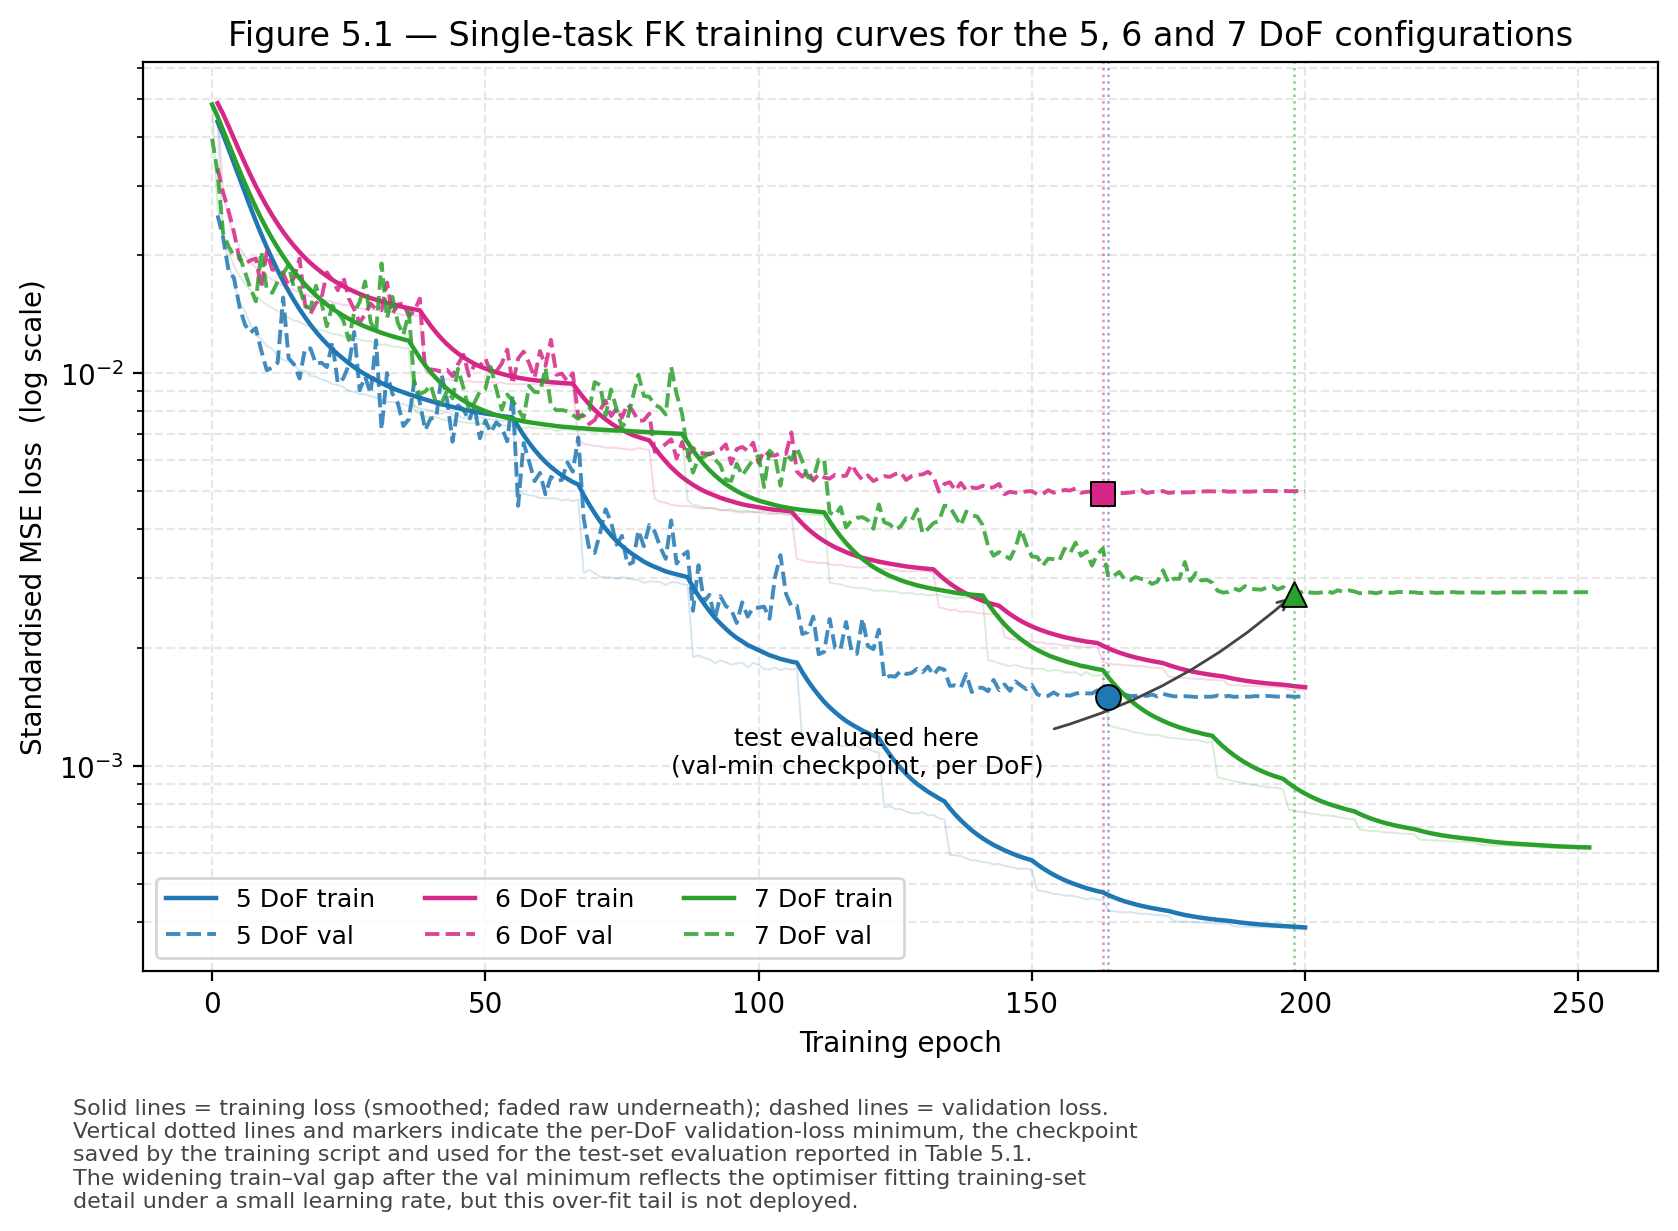 Figure 5.1 — Single-task FK training curves for the 5, 6 and 7 DoF configurations
Standardised MSE loss  (log scale)
10⁻²
10⁻³
test evaluated here
(val-min checkpoint, per DoF)
5 DoF train
5 DoF val
6 DoF train
6 DoF val
7 DoF train
7 DoF val
0
50
100
150
200
250
Training epoch
Solid lines = training loss (smoothed; faded raw underneath); dashed lines = validation loss.
Vertical dotted lines and markers indicate the per-DoF validation-loss minimum, the checkpoint
saved by the training script and used for the test-set evaluation reported in Table 5.1.
The widening train–val gap after the val minimum reflects the optimiser fitting training-set
detail under a small learning rate, but this over-fit tail is not deployed.